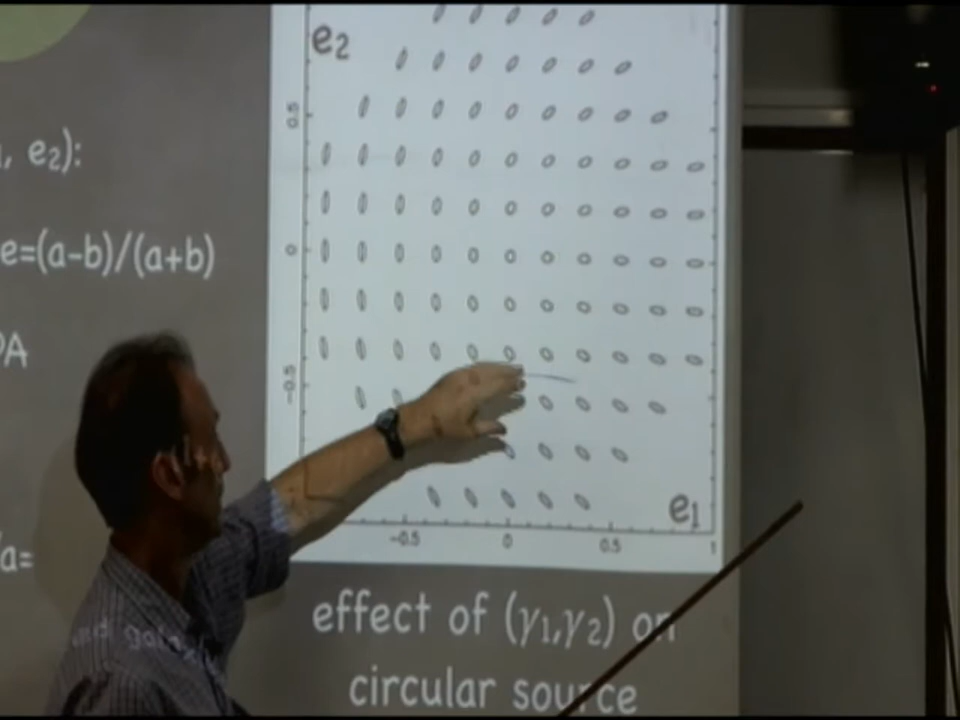 e2
0.5
, e2):
e=(a-b)/(a+b)
0
PA
-0.5
e1
-0.5 0 0.5 1
a=
effect of (γ1,γ2) on
circular source